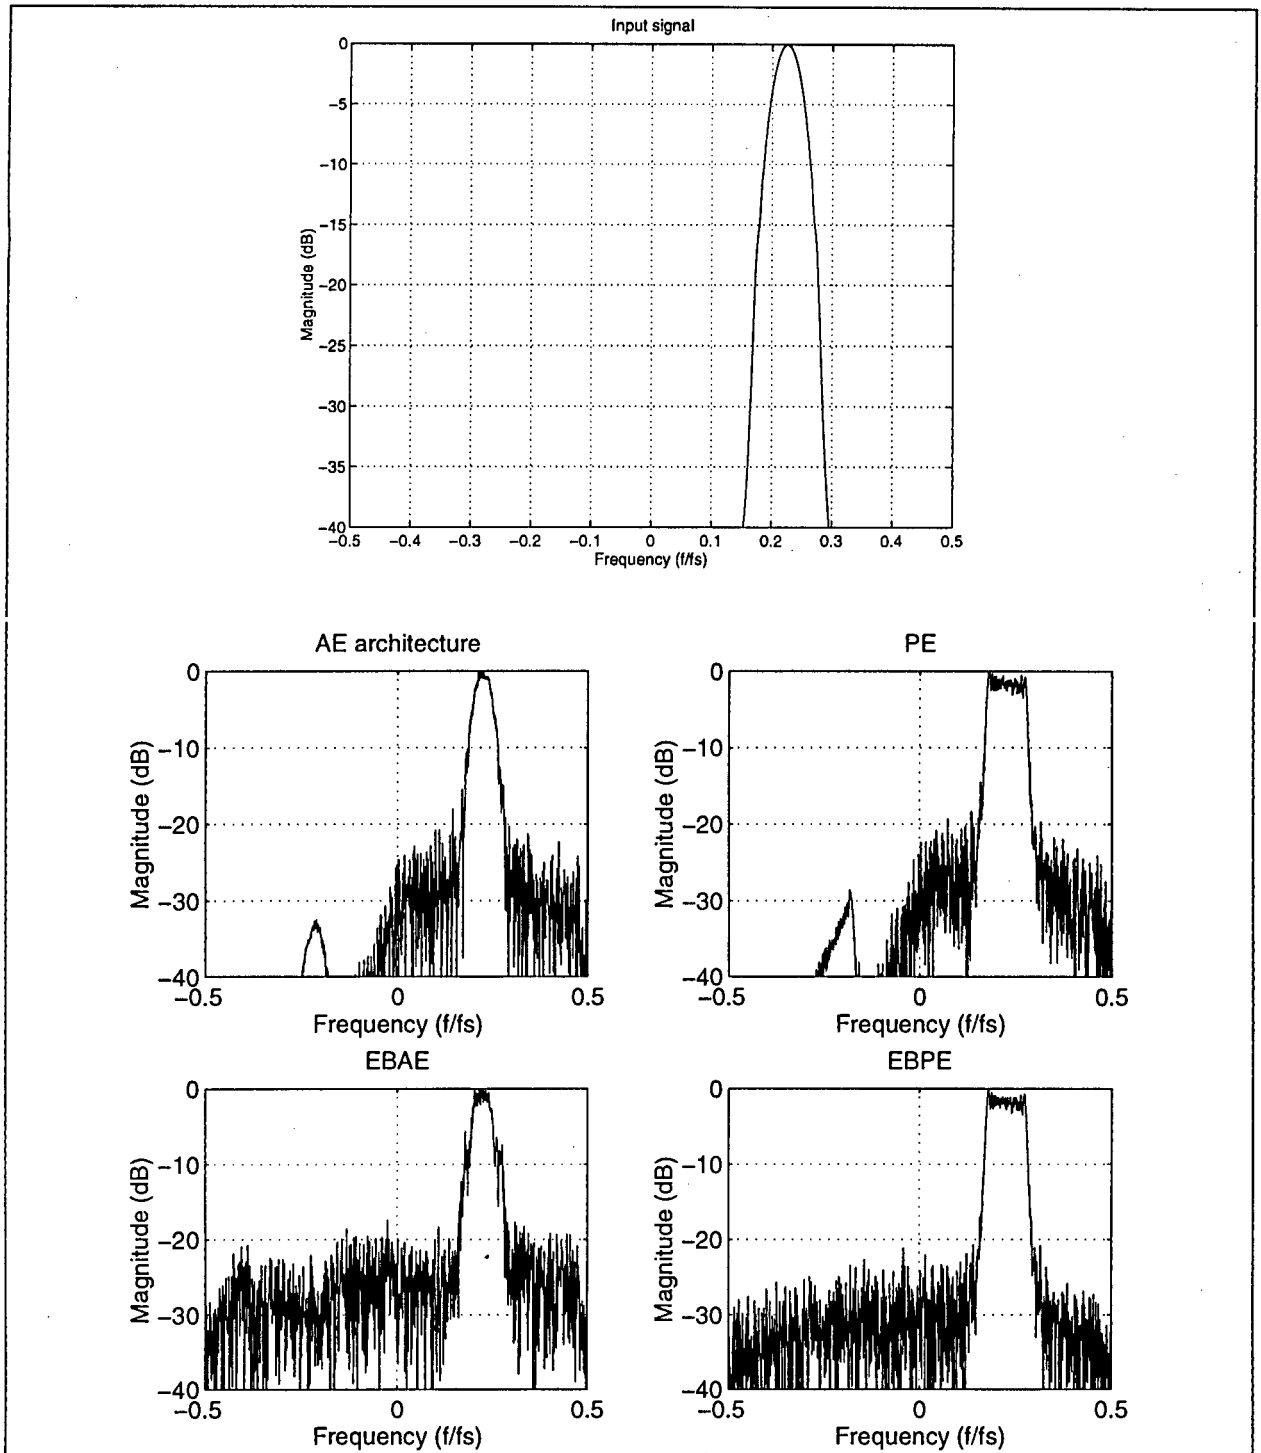 Input signal
0
−5
−10
−15
−20
−25
−30
−35
−40
Magnitude (dB)
−0.5 −0.4 −0.3 −0.2 −0.1 0 0.1 0.2 0.3 0.4 0.5
Frequency (f/fs)
AE architecture
0
−10
−20
−30
−40
Magnitude (dB)
−0.5 0 0.5
Frequency (f/fs)
PE
0
−10
−20
−30
−40
Magnitude (dB)
−0.5 0 0.5
Frequency (f/fs)
EBAE
0
−10
−20
−30
−40
Magnitude (dB)
−0.5 0 0.5
Frequency (f/fs)
EBPE
0
−10
−20
−30
−40
Magnitude (dB)
−0.5 0 0.5
Frequency (f/fs)